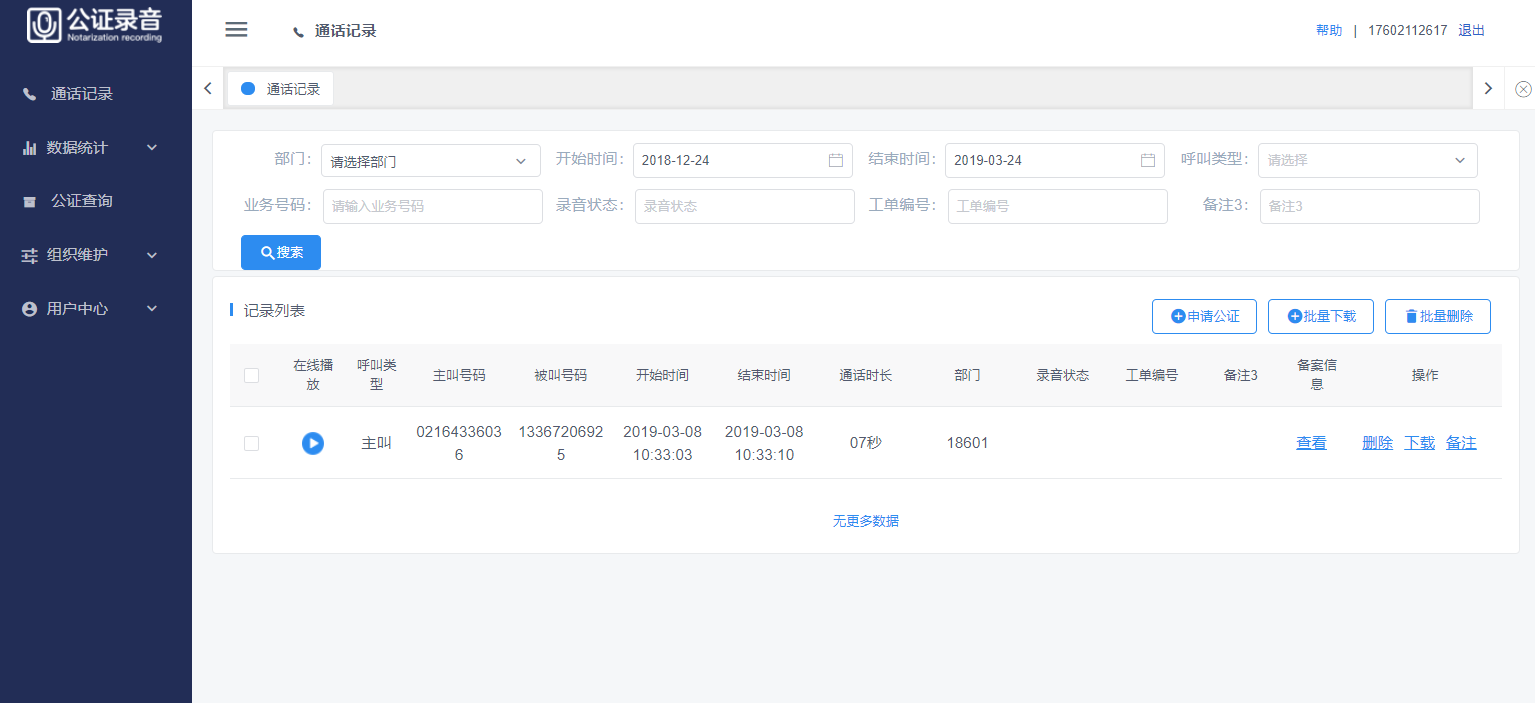 公证录音
Notarization recording
通话记录
数据统计
公证查询
组织维护
用户中心
通话记录
帮助 | 17602112617 退出
通话记录
部门: 请选择部门 开始时间: 2018-12-24 结束时间: 2019-03-24 呼叫类型: 请选择
业务号码: 请输入业务号码 录音状态: 录音状态 工单编号: 工单编号 备注3: 备注3
搜索
记录列表
申请公证 批量下载 批量删除
在线播放 呼叫类型 主叫号码 被叫号码 开始时间 结束时间 通话时长 部门 录音状态 工单编号 备注3 备案信息 操作
主叫 02164336036 13367206925 2019-03-08 10:33:03 2019-03-08 10:33:10 07秒 18601 查看 删除 下载 备注
无更多数据